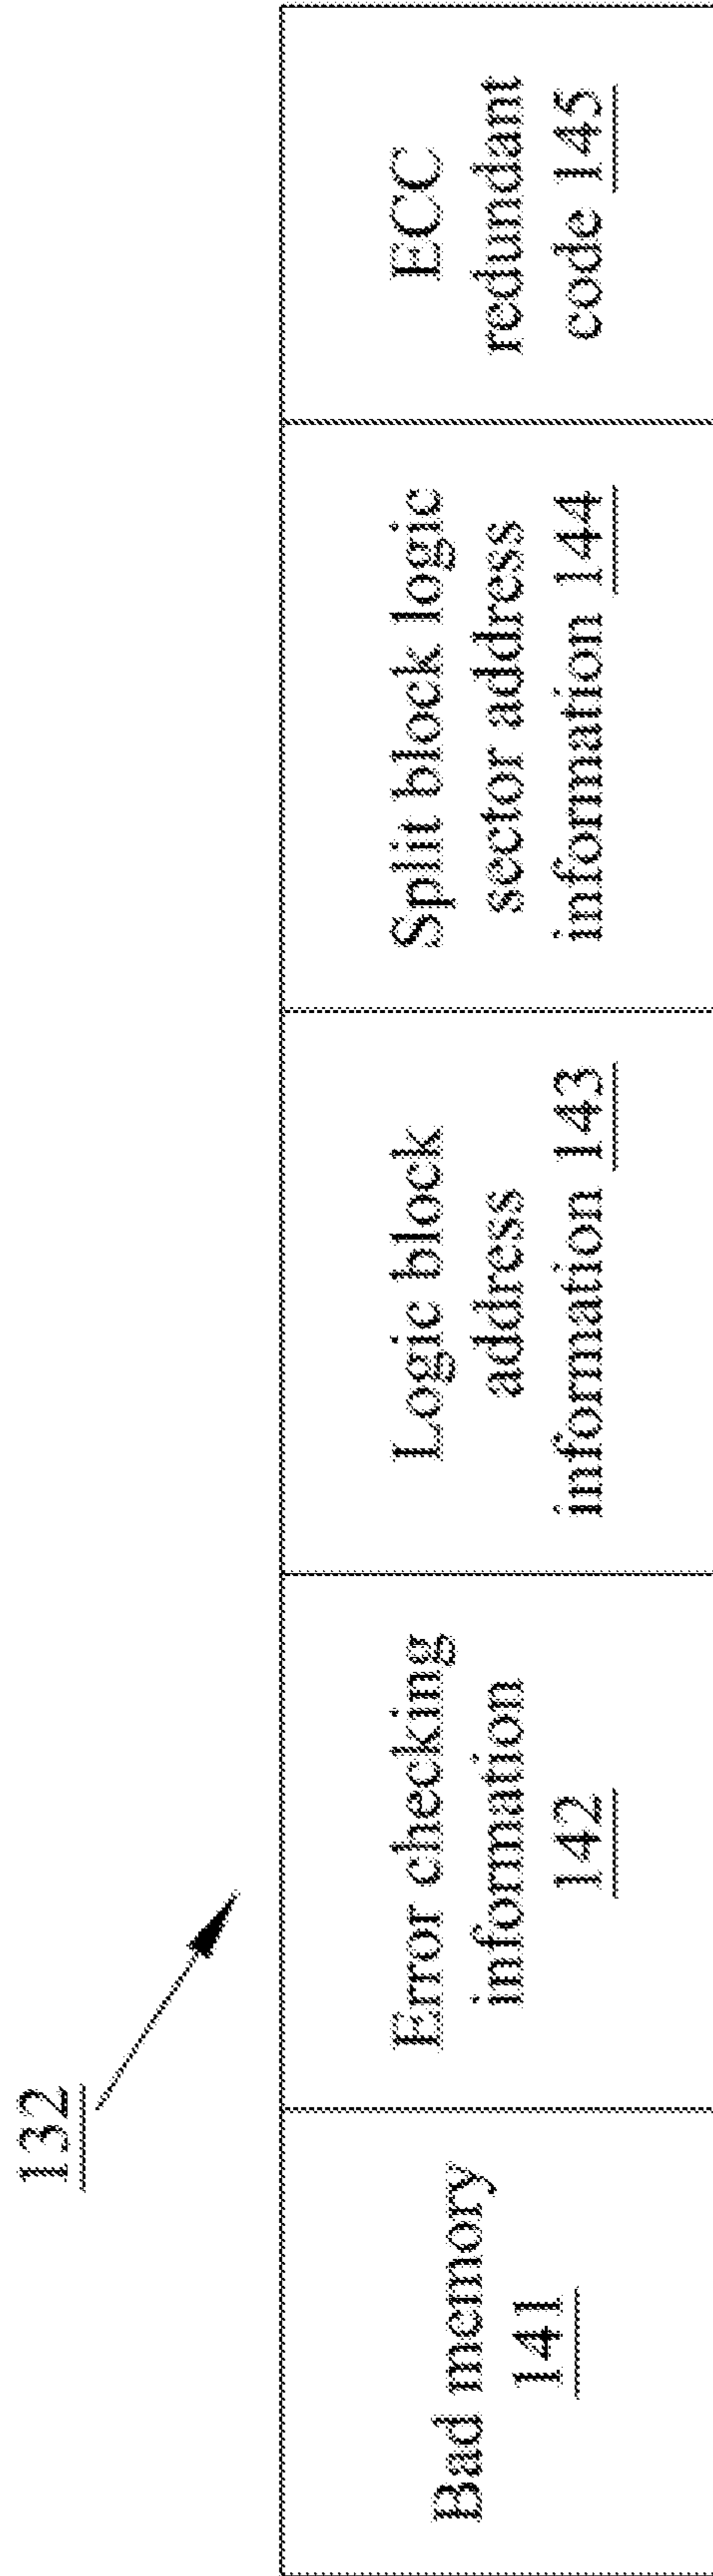 132
Bad memory
141
Error checking
information
142
Logic block
address
information 143
Split block logic
sector address
information 144
ECC
redundant
code 145